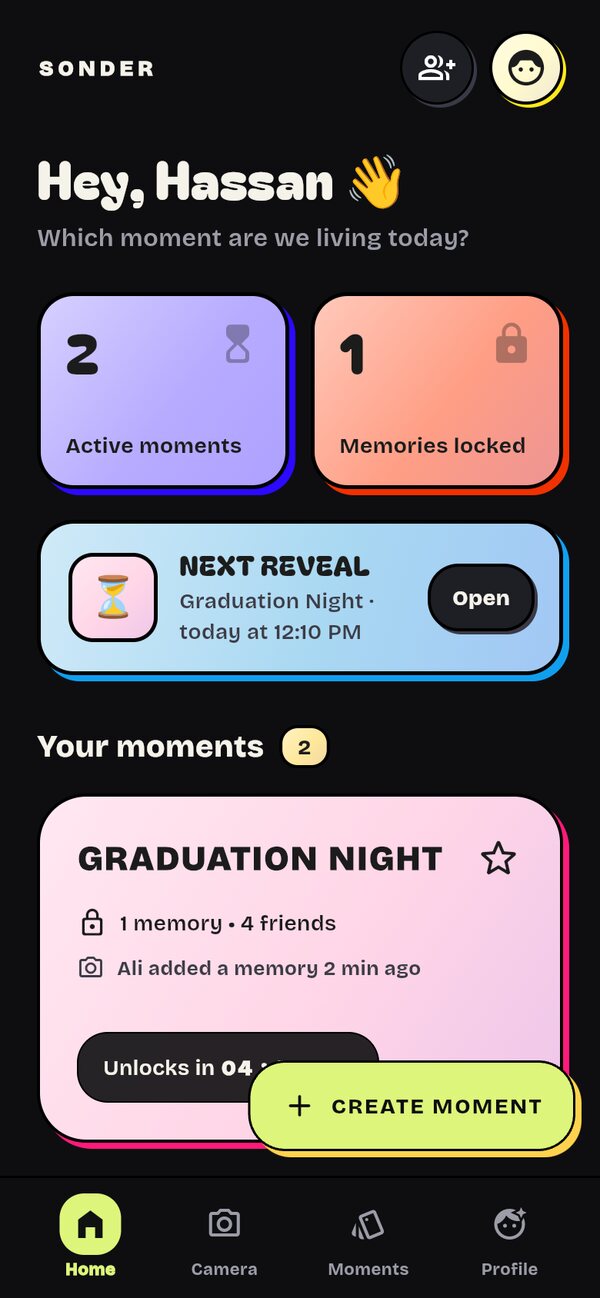 SONDER
Hey, Hassan 👋
Which moment are we living today?
2
Active moments
1
Memories locked
NEXT REVEAL
Graduation Night ·
today at 12:10 PM
Open
Your moments 2
GRADUATION NIGHT
1 memory • 4 friends
Ali added a memory 2 min ago
Unlocks in 04 :
CREATE MOMENT
Home
Camera
Moments
Profile